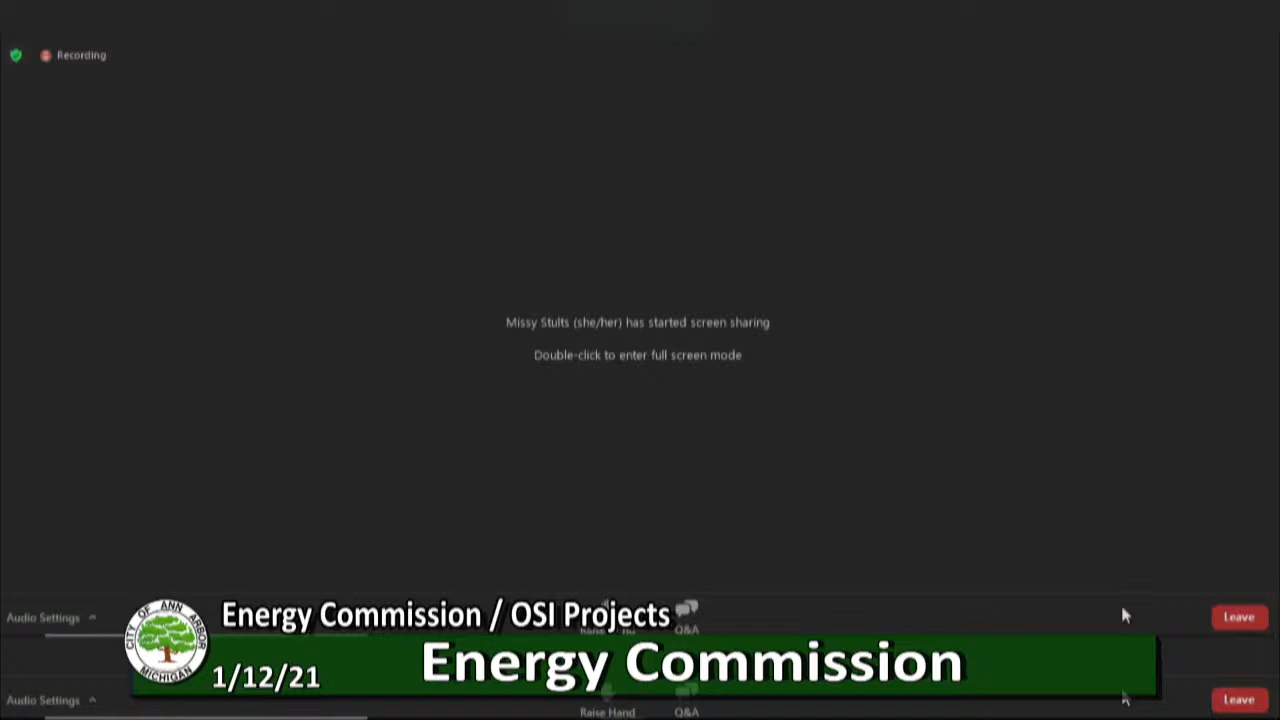 Recording
Missy Stults (she/her) has started screen sharing
Double-click to enter full screen mode
Audio Settings
Energy Commission / OSI Projects
Q&A
Leave
CITY OF ANN ARBOR
MICHIGAN
Energy Commission
1/12/21
Audio Settings
Raise Hand
Q&A
Leave